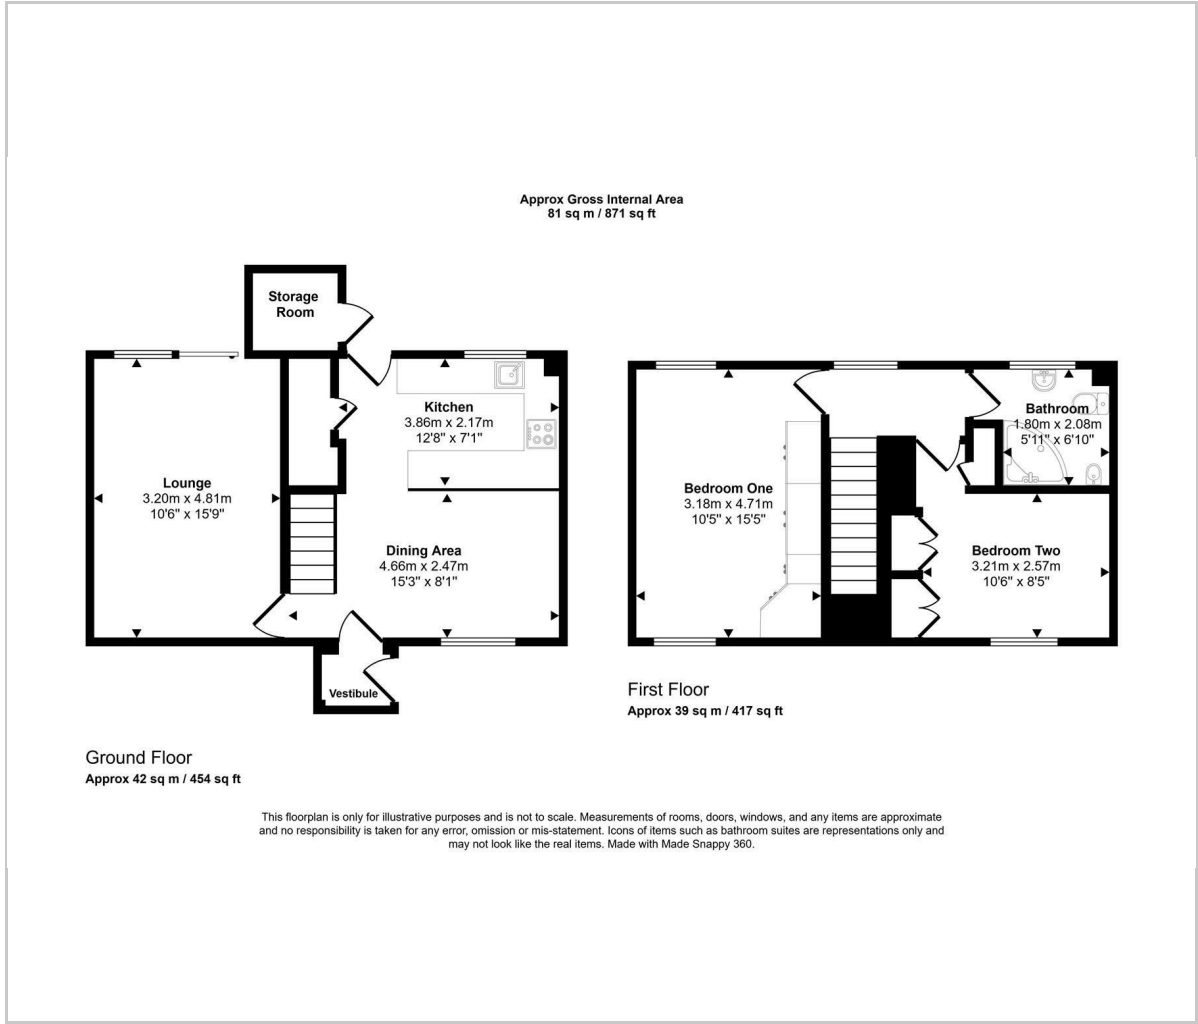 Approx Gross Internal Area
81 sq m / 871 sq ft
Storage
Room
Kitchen
3.86m x 2.17m
12'8" x 7'1"
Lounge
3.20m x 4.81m
10'6" x 15'9"
Dining Area
4.66m x 2.47m
15'3" x 8'1"
Vestibule
Ground Floor
Approx 42 sq m / 454 sq ft
Bathroom
1.80m x 2.08m
5'11" x 6'10"
Bedroom One
3.18m x 4.71m
10'5" x 15'5"
Bedroom Two
3.21m x 2.57m
10'6" x 8'5"
First Floor
Approx 39 sq m / 417 sq ft
This floorplan is only for illustrative purposes and is not to scale. Measurements of rooms, doors, windows, and any items are approximate
and no responsibility is taken for any error, omission or mis-statement. Icons of items such as bathroom suites are representations only and
may not look like the real items. Made with Made Snappy 360.